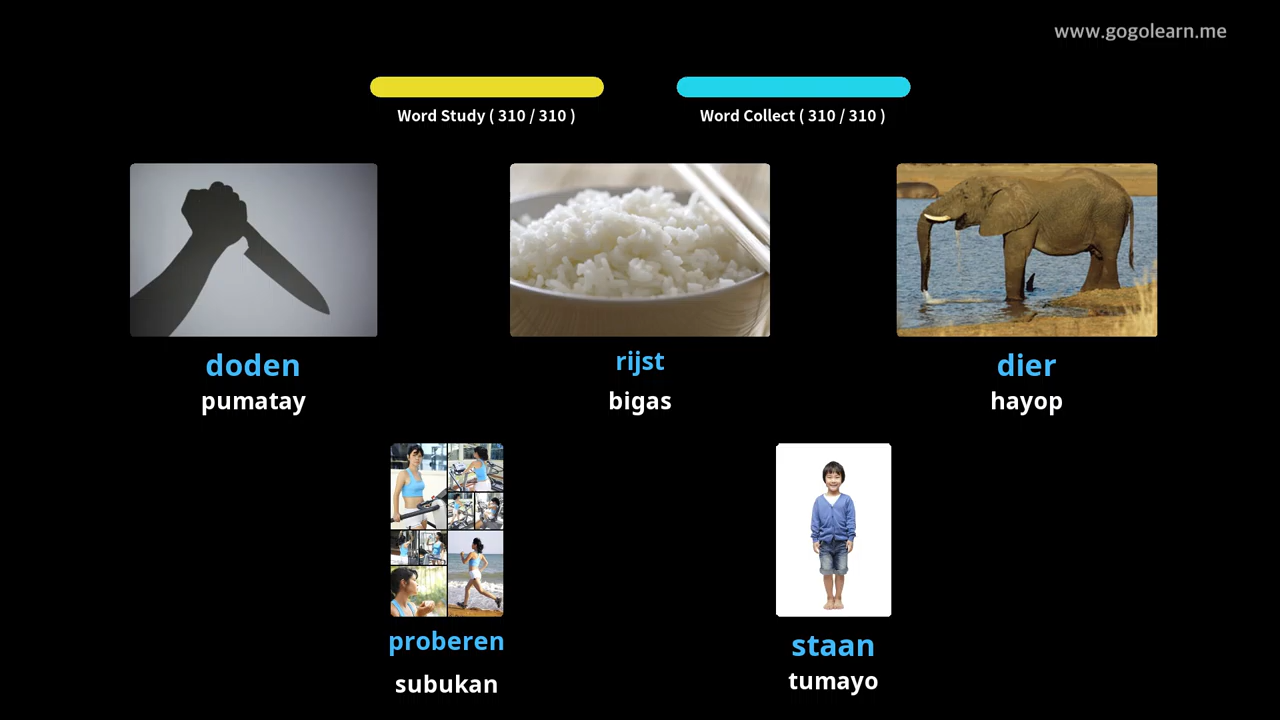 www.gogolearn.me
Word Study ( 310 / 310 )
Word Collect ( 310 / 310 )
doden
pumatay
rijst
bigas
dier
hayop
proberen
subukan
staan
tumayo